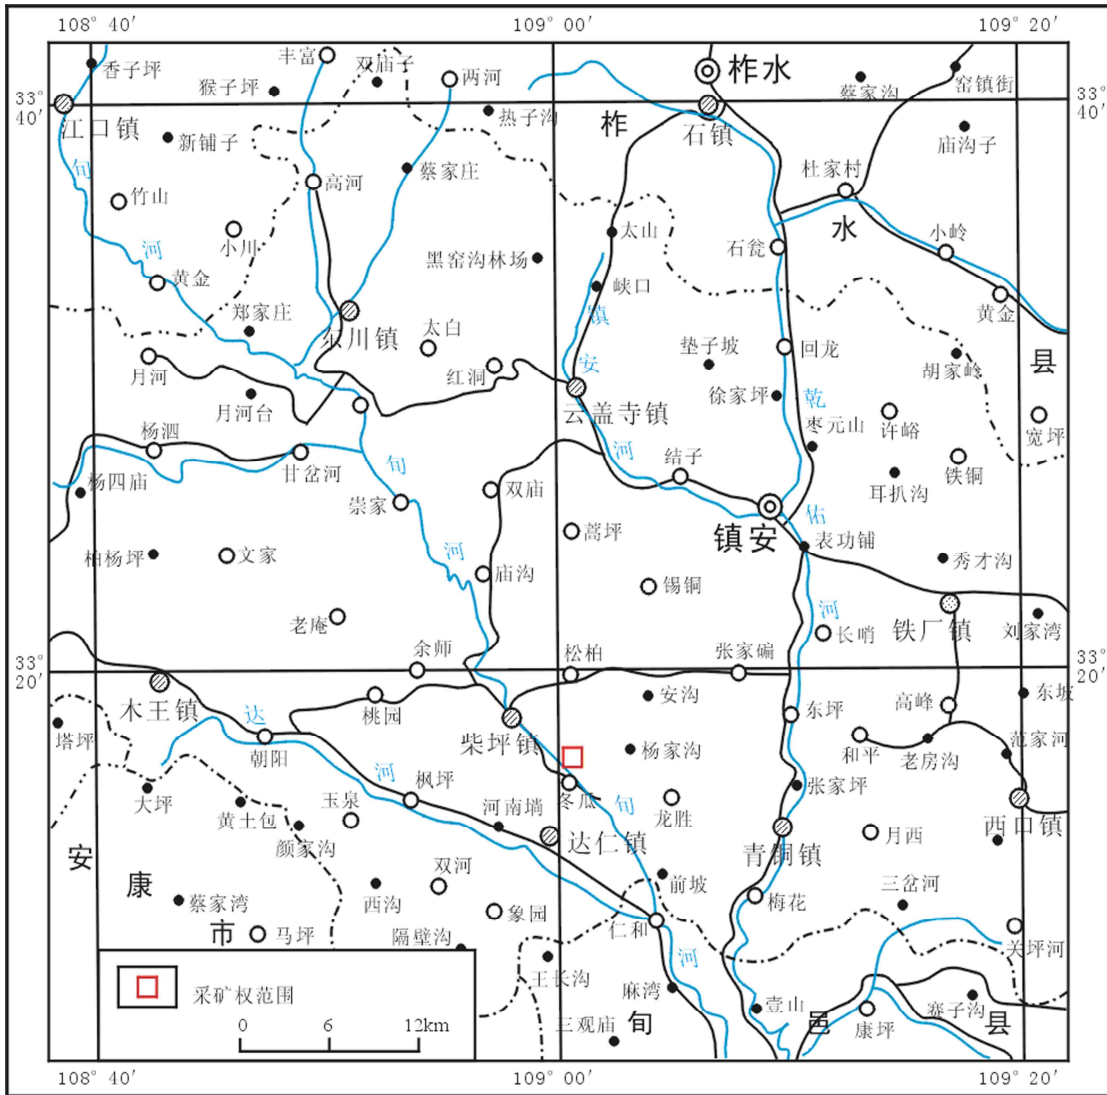 108° 40′ 109° 00′ 109° 20′
丰富 双庙子 两河 柞水 窑镇街
香子坪 猴子坪 蔡家沟
33° 40′ 33° 40′
江口镇 热子沟 柞 石镇 庙沟子
新铺子
旬 蔡家庄 杜家村
竹山 高河
小川 太山 水 小岭
河 黑窑沟林场 石瓮
黄金 峡口 黄金
郑家庄 镇
太白 垫子坡 回龙
月河 红洞 安 胡家岭 县
月河台 云盖寺镇 徐家坪 乾
杨泗 枣元山 许峪 宽坪
甘岔河 旬 河 结子
杨四庙 双庙 耳扒沟 铁铜
崇家 佑
镇安
柏杨坪 文家 河 蒿坪 表功铺 秀才沟
庙沟 锡铜
老庵 河 长哨 铁厂镇 刘家湾
余师 松柏 张家碥
33° 20′ 33° 20′
木王镇 达 桃园 安沟 东坪 高峰 东坡
塔坪 朝阳 柴坪镇 杨家沟 和平 老房沟 范家河
大坪 河 枫坪 冬瓜 旬 张家坪
黄土包 玉泉 河南塙 龙胜 西口镇
颜家沟 达仁镇 青铜镇 月西
安
康 双河 前坡 三岔河
蔡家湾 西沟 象园 梅花
市 马坪 隔壁沟 仁和 关坪河
河
王长沟
采矿权范围 麻湾 寨子沟
0 6 12km 三观庙 旬 壹山 邑 康坪 县
108° 40′ 109° 00′ 109° 20′